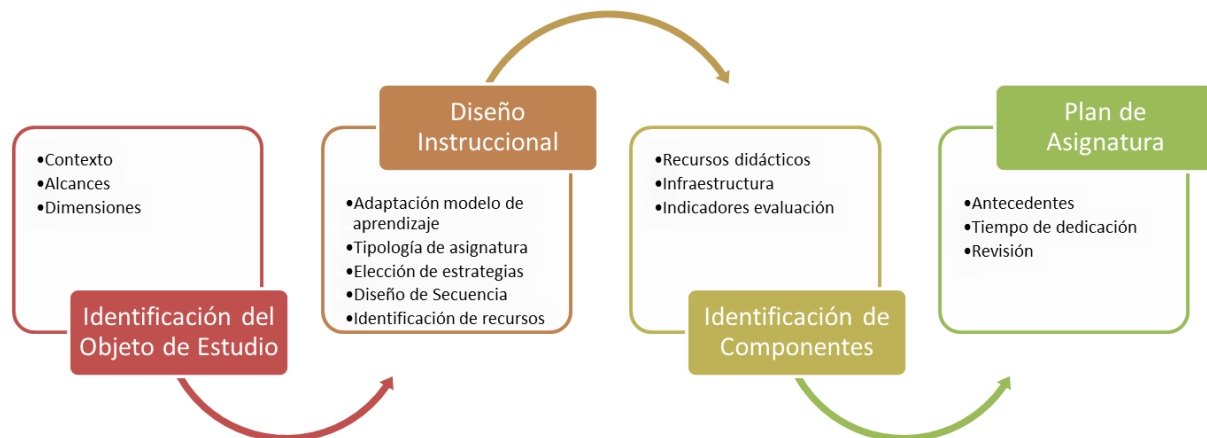 •Contexto
•Alcances
•Dimensiones
Identificación del
Objeto de Estudio
Diseño
Instruccional
•Adaptación modelo de
aprendizaje
•Tipología de asignatura
•Elección de estrategias
•Diseño de Secuencia
•Identificación de recursos
•Recursos didácticos
•Infraestructura
•Indicadores evaluación
Identificación de
Componentes
Plan de
Asignatura
•Antecedentes
•Tiempo de dedicación
•Revisión